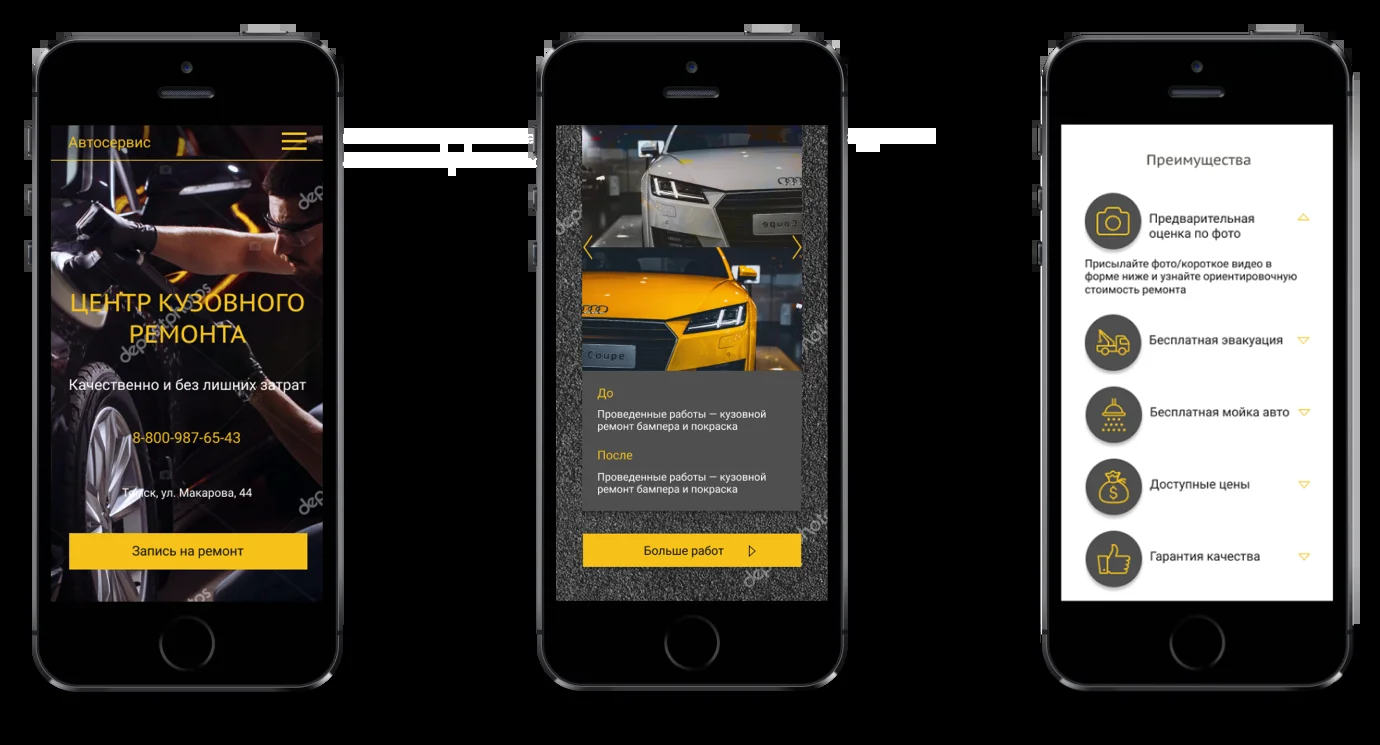 Автосервис
ЦЕНТР КУЗОВНОГО
РЕМОНТА
Качественно и без лишних затрат
8-800-987-65-43
Томск, ул. Макарова, 44
Запись на ремонт
depositphotos
Coupe
До
Проведенные работы — кузовной
ремонт бампера и покраска
После
Проведенные работы — кузовной
ремонт бампера и покраска
Больше работ
Преимущества
Предварительная
оценка по фото
Присылайте фото/короткое видео в
форме ниже и узнайте ориентировочную
стоимость ремонта
Бесплатная эвакуация
Бесплатная мойка авто
Доступные цены
Гарантия качества